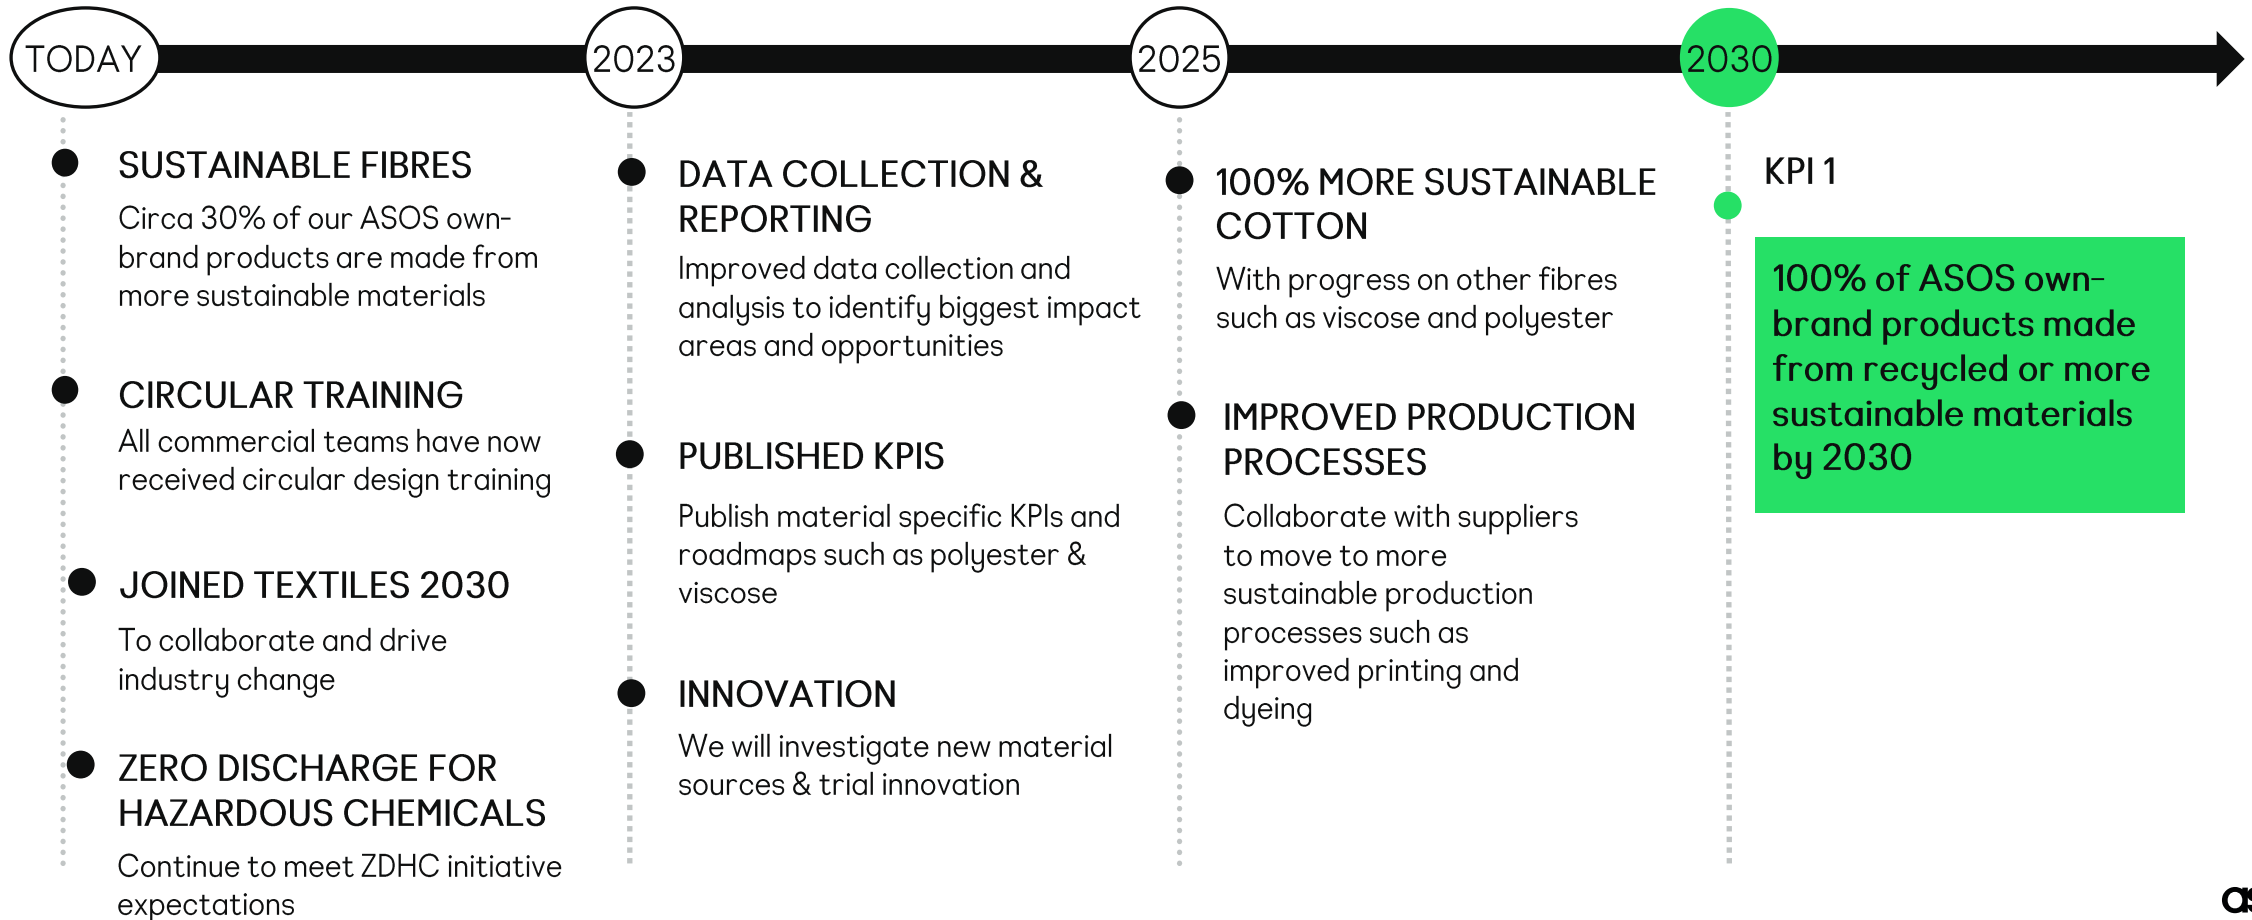 TODAY
2023
2025
2030
SUSTAINABLE FIBRES
Circa 30% of our ASOS own-
brand products are made from
more sustainable materials
CIRCULAR TRAINING
All commercial teams have now
received circular design training
JOINED TEXTILES 2030
To collaborate and drive
industry change
ZERO DISCHARGE FOR
HAZARDOUS CHEMICALS
Continue to meet ZDHC initiative
expectations
DATA COLLECTION &
REPORTING
Improved data collection and
analysis to identify biggest impact
areas and opportunities
PUBLISHED KPIS
Publish material specific KPIs and
roadmaps such as polyester &
viscose
INNOVATION
We will investigate new material
sources & trial innovation
100% MORE SUSTAINABLE
COTTON
With progress on other fibres
such as viscose and polyester
IMPROVED PRODUCTION
PROCESSES
Collaborate with suppliers
to move to more
sustainable production
processes such as
improved printing and
dyeing
KPI 1
100% of ASOS own-
brand products made
from recycled or more
sustainable materials
by 2030